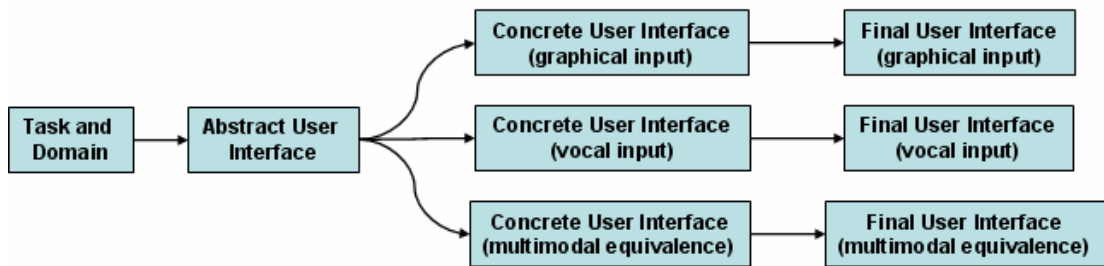 Task and
Domain
Abstract User
Interface
Concrete User Interface
(graphical input)
Final User Interface
(graphical input)
Concrete User Interface
(vocal input)
Final User Interface
(vocal input)
Concrete User Interface
(multimodal equivalence)
Final User Interface
(multimodal equivalence)